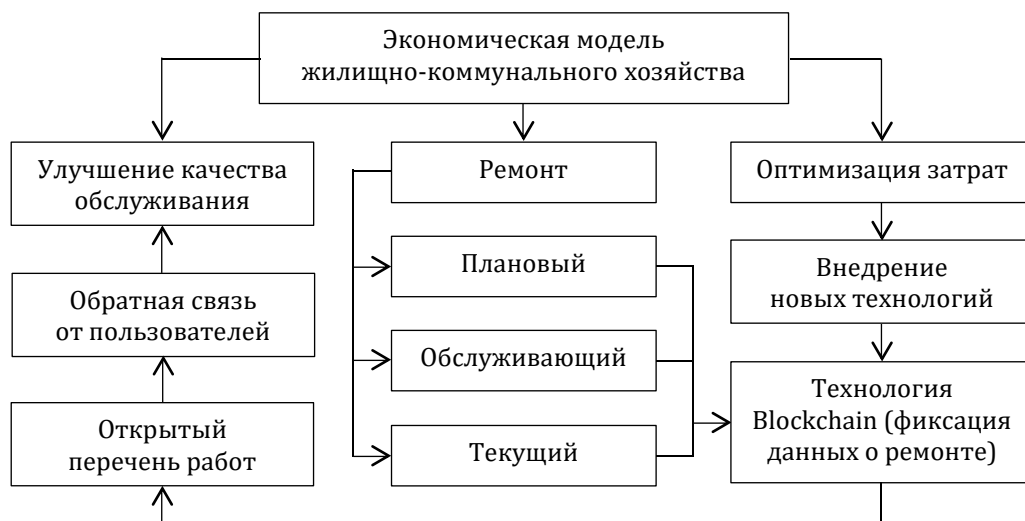 Экономическая модель
жилищно-коммунального хозяйства
Улучшение качества
обслуживания
Ремонт
Оптимизация затрат
Плановый
Внедрение
новых технологий
Обратная связь
от пользователей
Обслуживающий
Технология
Blockchain (фиксация
данных о ремонте)
Открытый
перечень работ
Текущий